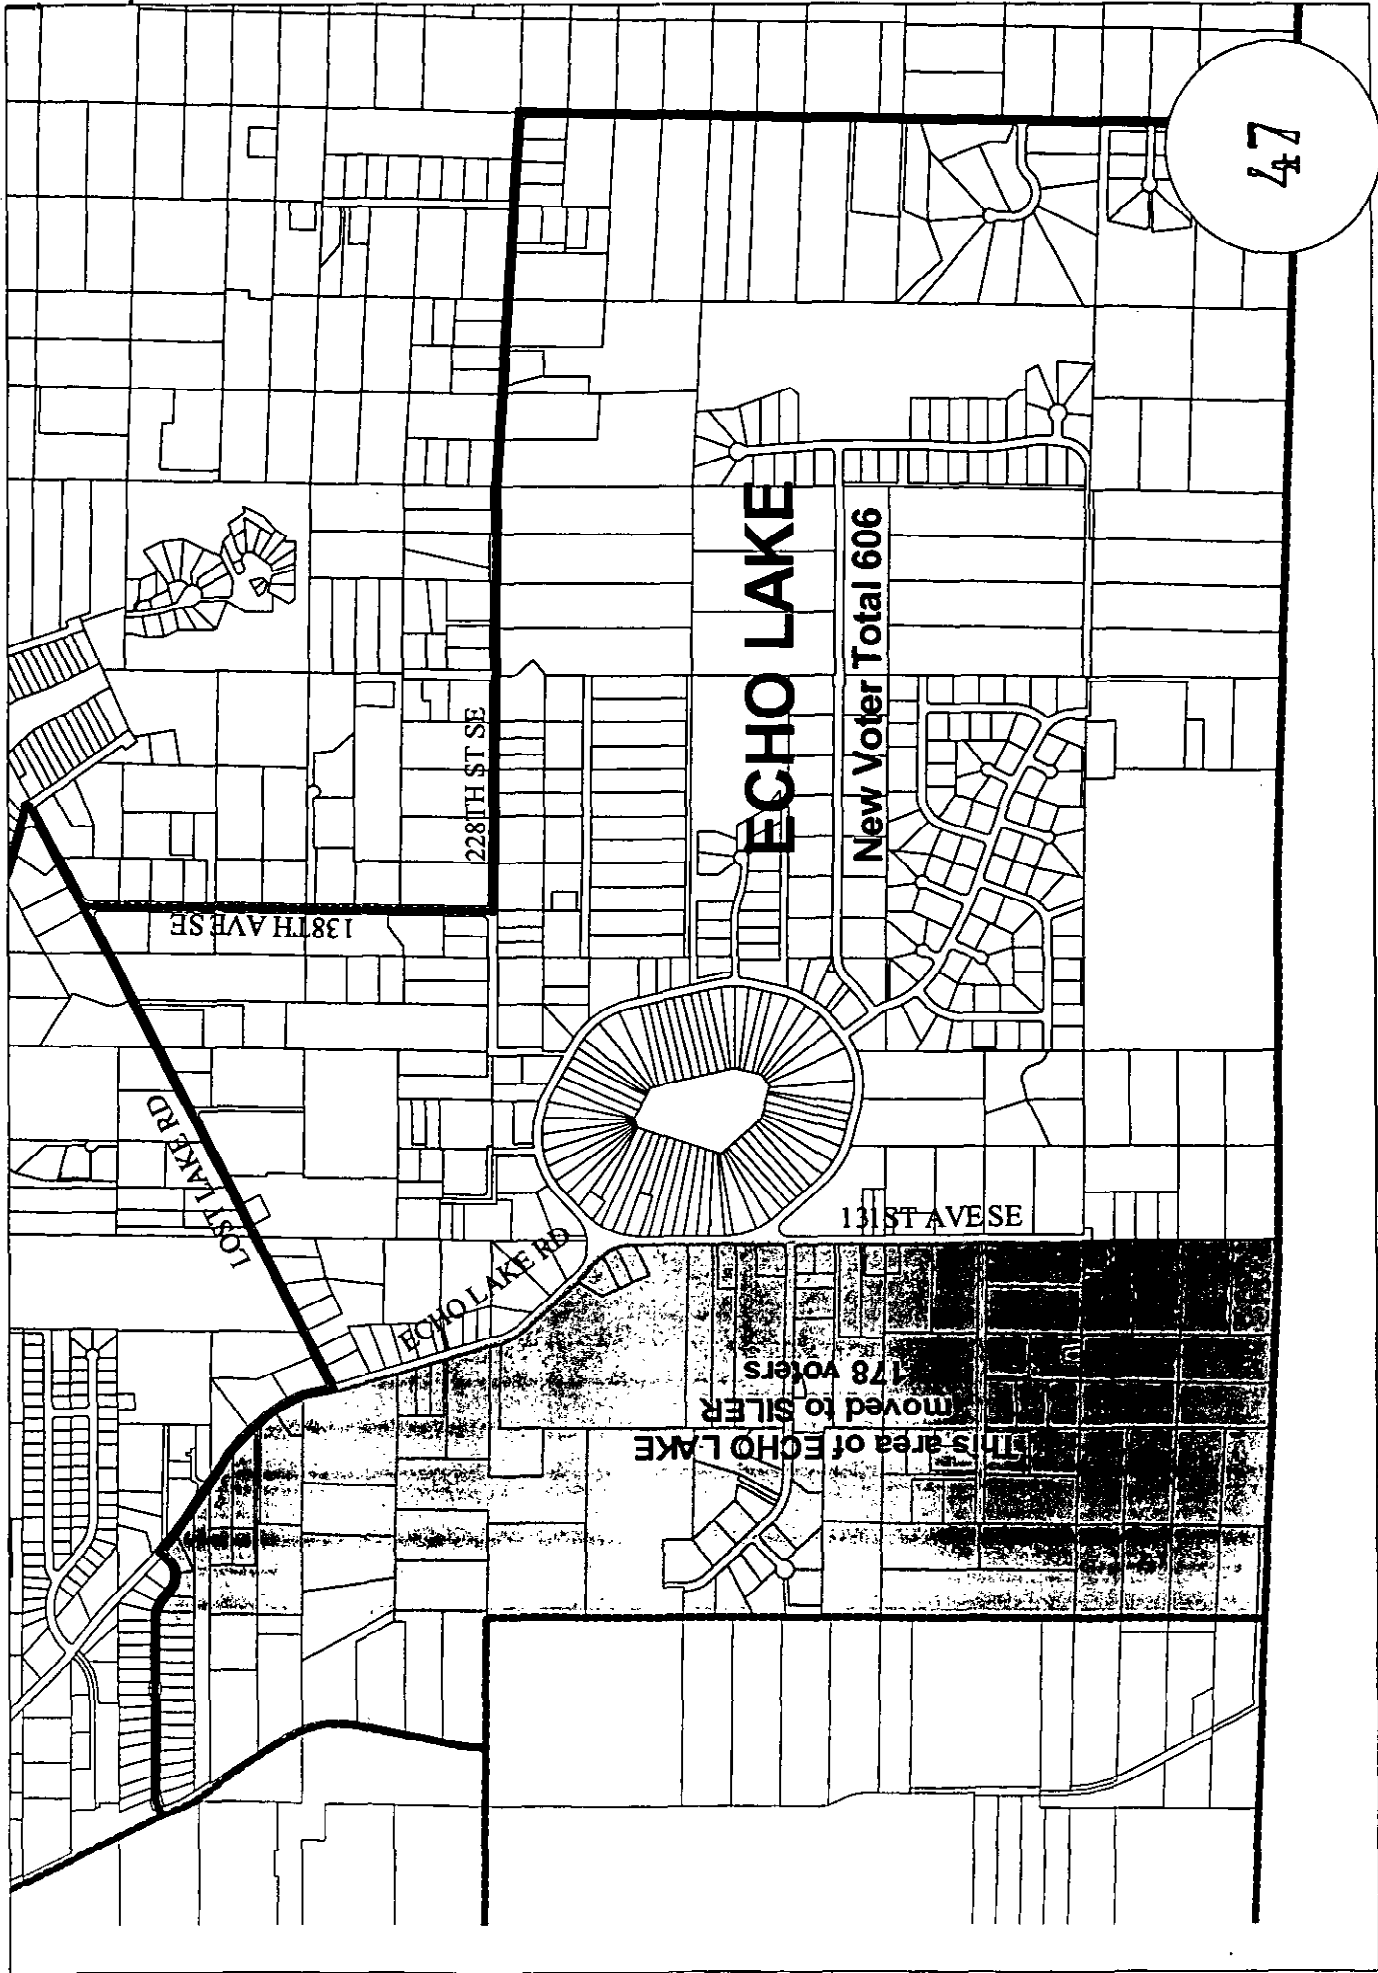 47
ECHO LAKE
New Voter Total 606
228TH ST SE
138TH AVE SE
LOST LAKE RD
ECHO LAKE RD
131ST AVE SE
This area of ECHO LAKE
moved to SILER
178 voters